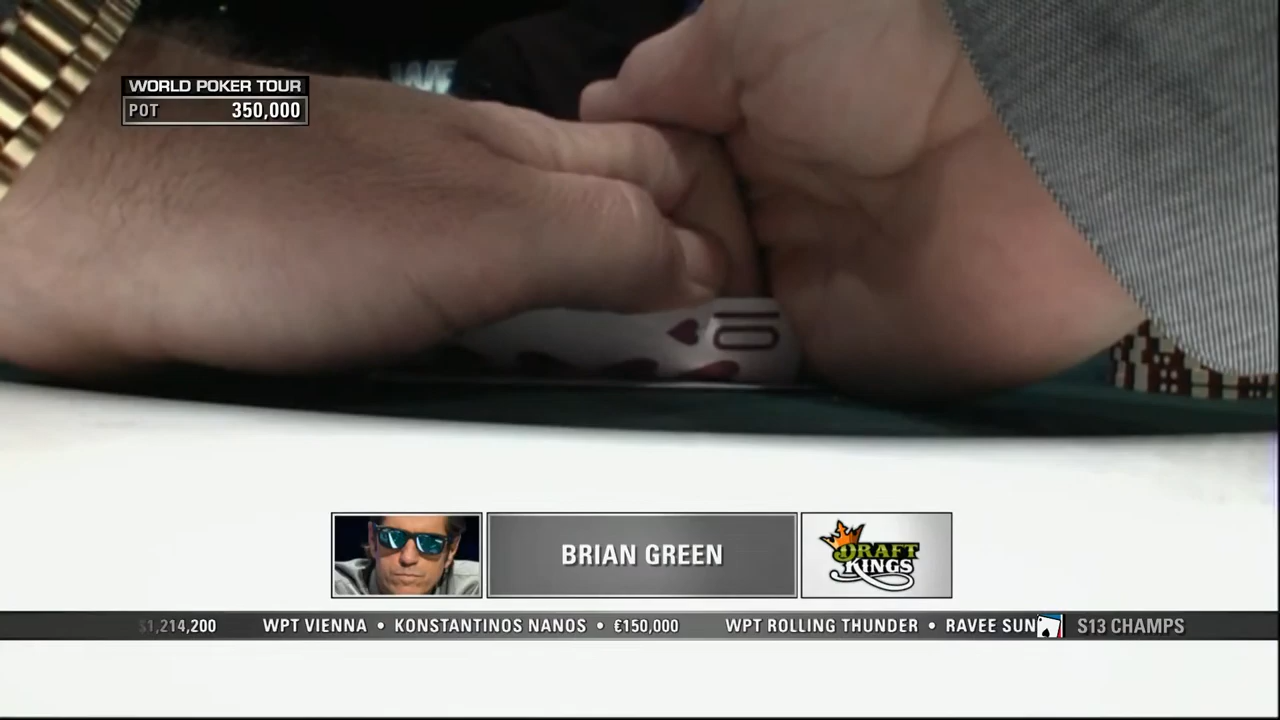 WORLD POKER TOUR
POT 350,000
10
BRIAN GREEN
DRAFT
KINGS
$1,214,200 WPT VIENNA • KONSTANTINOS NANOS • €150,000 WPT ROLLING THUNDER • RAVEE SUN S13 CHAMPS